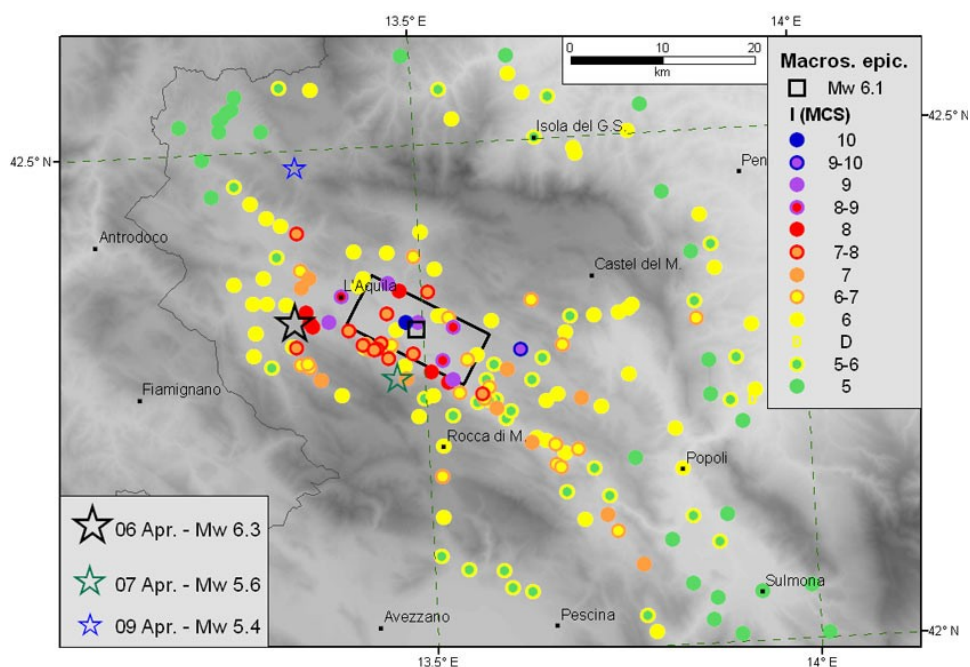 13.5° E
14° E
0 10 20
km
Macros. epic.
Mw 6.1
I (MCS)
10
9-10
9
8-9
8
7-8
7
6-7
6
D
5-6
5
42.5° N
42.5° N
Isola del G.S.
Pen
Antrodoco
Castel del M.
L'Aquila
Fiamignano
Rocca di M.
Popoli
06 Apr. - Mw 6.3
07 Apr. - Mw 5.6
09 Apr. - Mw 5.4
Sulmona
Avezzano
Pescina
42° N
13.5° E
14° E